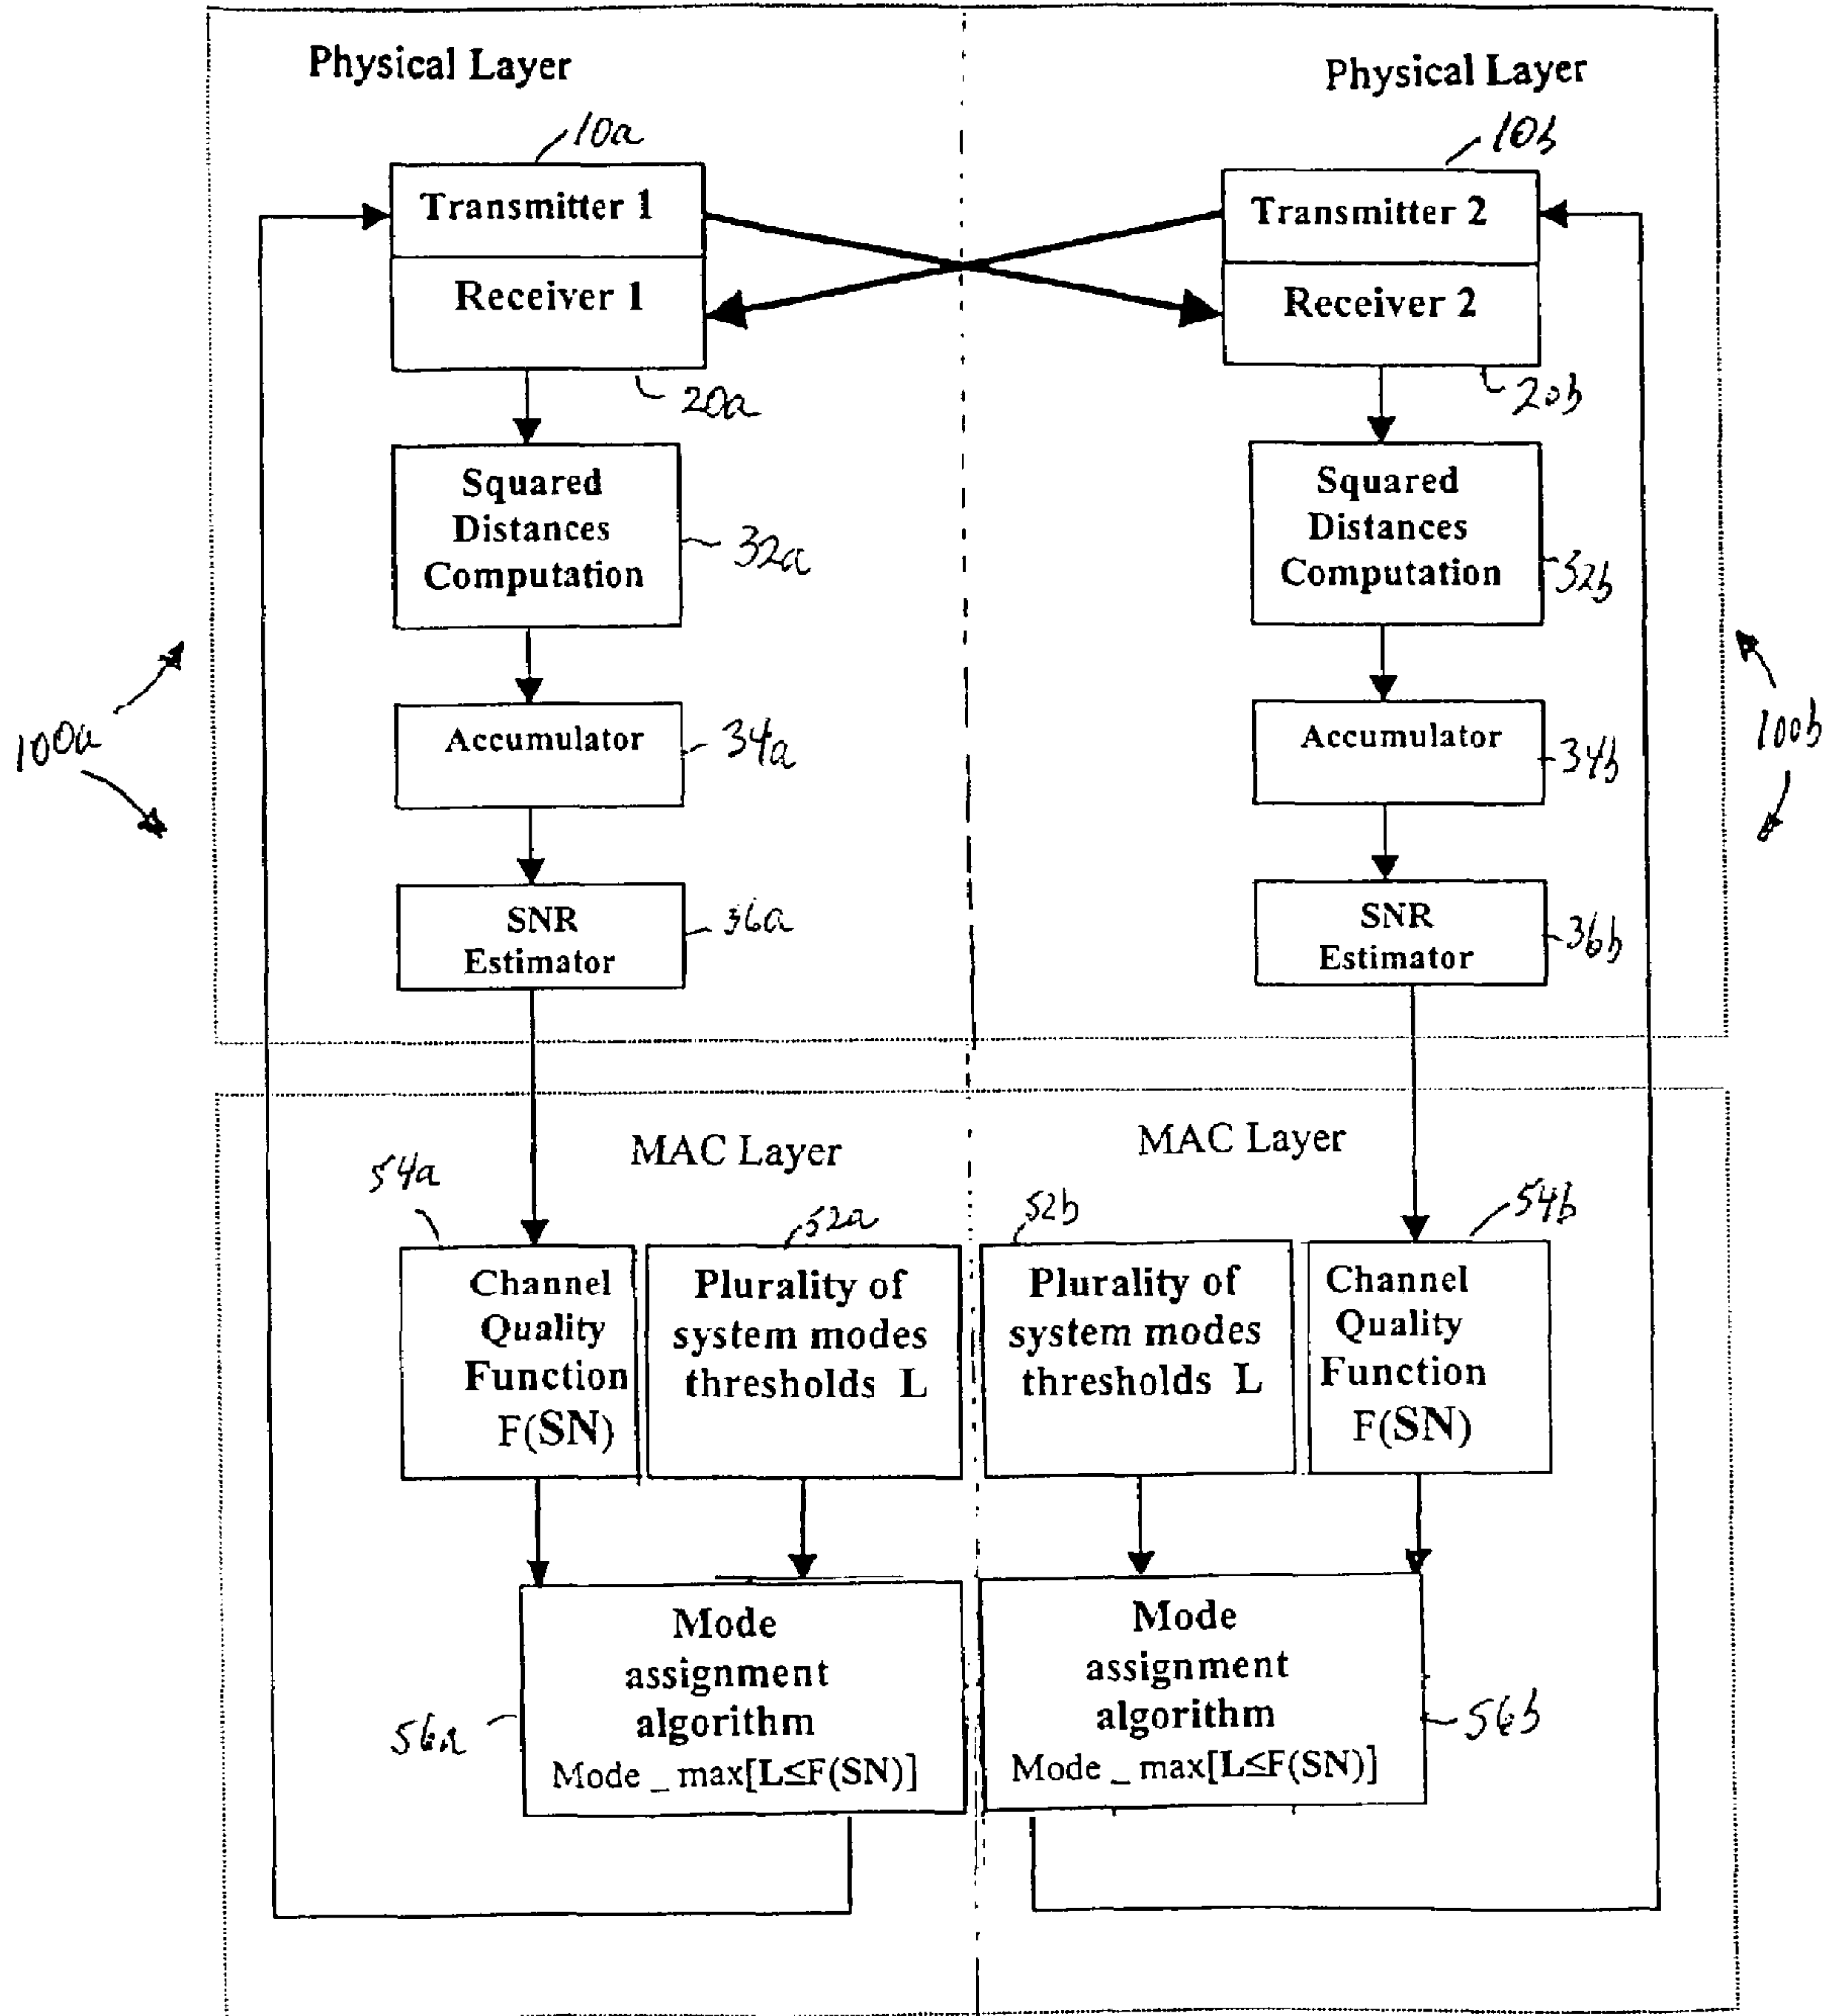 Physical Layer
Physical Layer
10a
10b
Transmitter 1
Transmitter 2
Receiver 1
Receiver 2
20a
20b
Squared
Distances
Computation
32a
Squared
Distances
Computation
32b
100a
100b
Accumulator
34a
Accumulator
34b
SNR
Estimator
36a
SNR
Estimator
36b
MAC Layer
MAC Layer
54a
52a
52b
54b
Channel
Quality
Function
F(SN)
Plurality of
system modes
thresholds L
Plurality of
system modes
thresholds L
Channel
Quality
Function
F(SN)
Mode
assignment
algorithm
Mode _ max[L≤F(SN)]
56a
Mode
assignment
algorithm
Mode _ max[L≤F(SN)]
56b